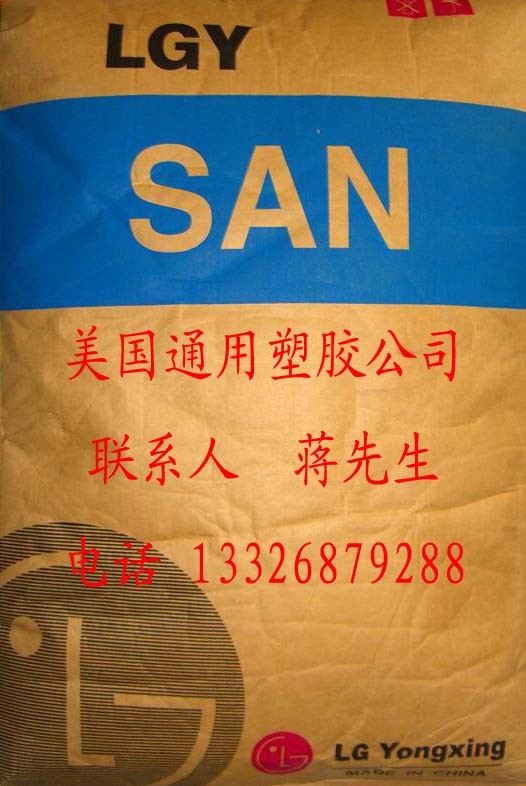 LGY
SAN
美国通用塑胶公司
联系人 蒋先生
电话 13326879288
LG
LG Yongxing
MADE IN CHINA